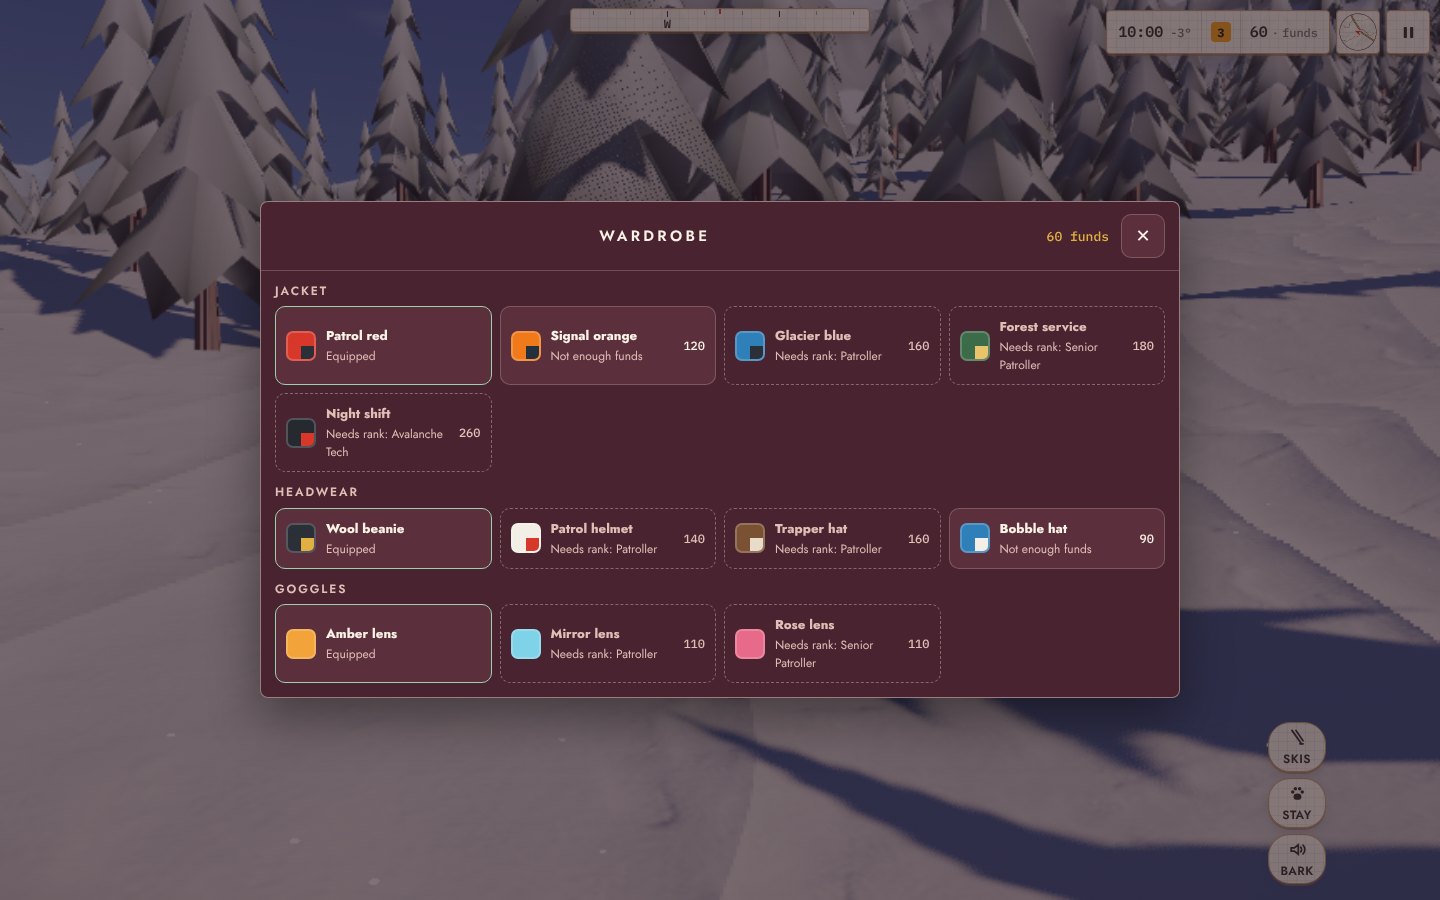 W
10:00 -3° 3 60 · funds
WARDROBE
60 funds
JACKET
Patrol red
Equipped
Signal orange
Not enough funds
120
Glacier blue
Needs rank: Patroller
160
Forest service
Needs rank: Senior
Patroller
180
Night shift
Needs rank: Avalanche
Tech
260
HEADWEAR
Wool beanie
Equipped
Patrol helmet
Needs rank: Patroller
140
Trapper hat
Needs rank: Patroller
160
Bobble hat
Not enough funds
90
GOGGLES
Amber lens
Equipped
Mirror lens
Needs rank: Patroller
110
Rose lens
Needs rank: Senior
Patroller
110
SKIS
STAY
BARK